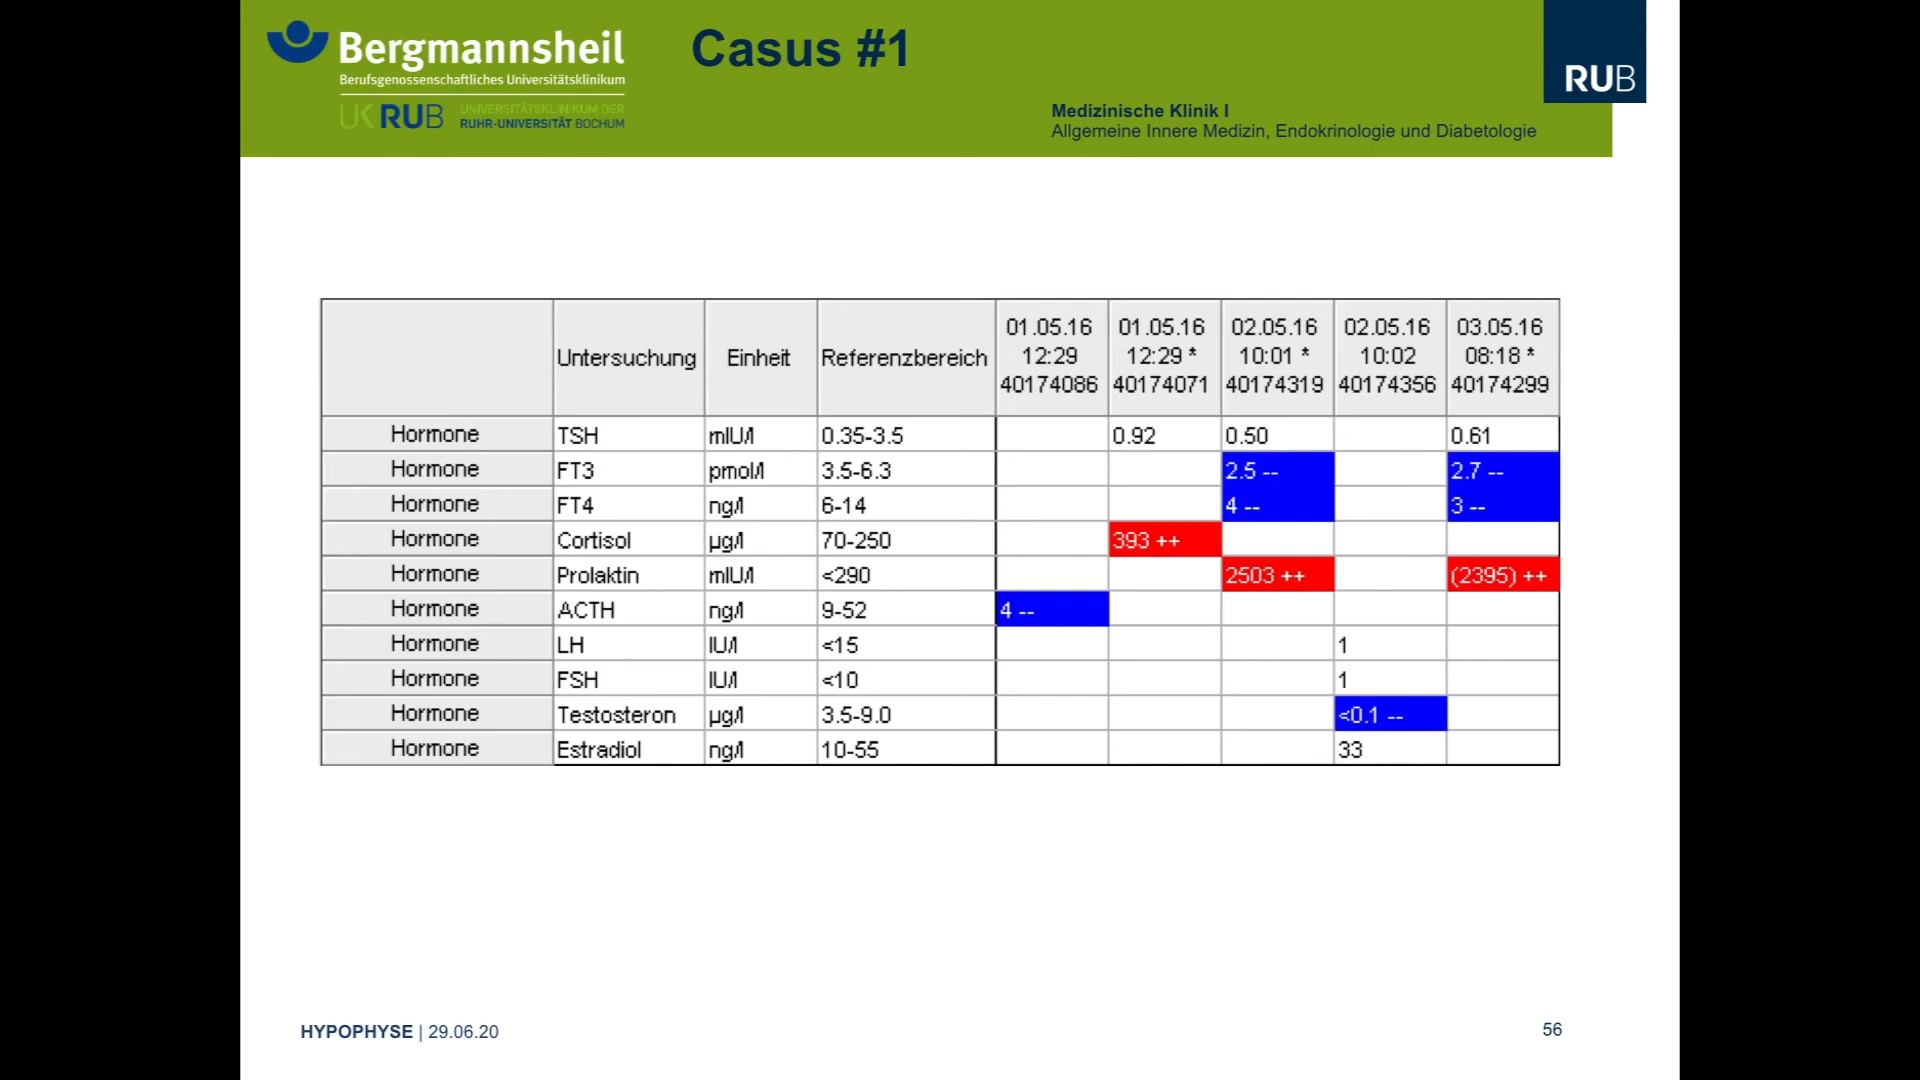 Bergmannsheil
Berufsgenossenschaftliches Universitätsklinikum
UK RUB UNIVERSITÄTSKLINIKUM DER
RUHR-UNIVERSITÄT BOCHUM
Casus #1
RUB
Medizinische Klinik I
Allgemeine Innere Medizin, Endokrinologie und Diabetologie
Untersuchung Einheit Referenzbereich 01.05.16 12:29 40174086 01.05.16 12:29 * 40174071 02.05.16 10:01 * 40174319 02.05.16 10:02 40174356 03.05.16 08:18 * 40174299
Hormone TSH mIU/l 0.35-3.5 0.92 0.50 0.61
Hormone FT3 pmol/l 3.5-6.3 2.5 -- 2.7 --
Hormone FT4 ng/l 6-14 4 -- 3 --
Hormone Cortisol µg/l 70-250 393 ++
Hormone Prolaktin mIU/l <290 2503 ++ (2395) ++
Hormone ACTH ng/l 9-52 4 --
Hormone LH IU/l <15 1
Hormone FSH IU/l <10 1
Hormone Testosteron µg/l 3.5-9.0 <0.1 --
Hormone Estradiol ng/l 10-55 33
HYPOPHYSE | 29.06.20
56